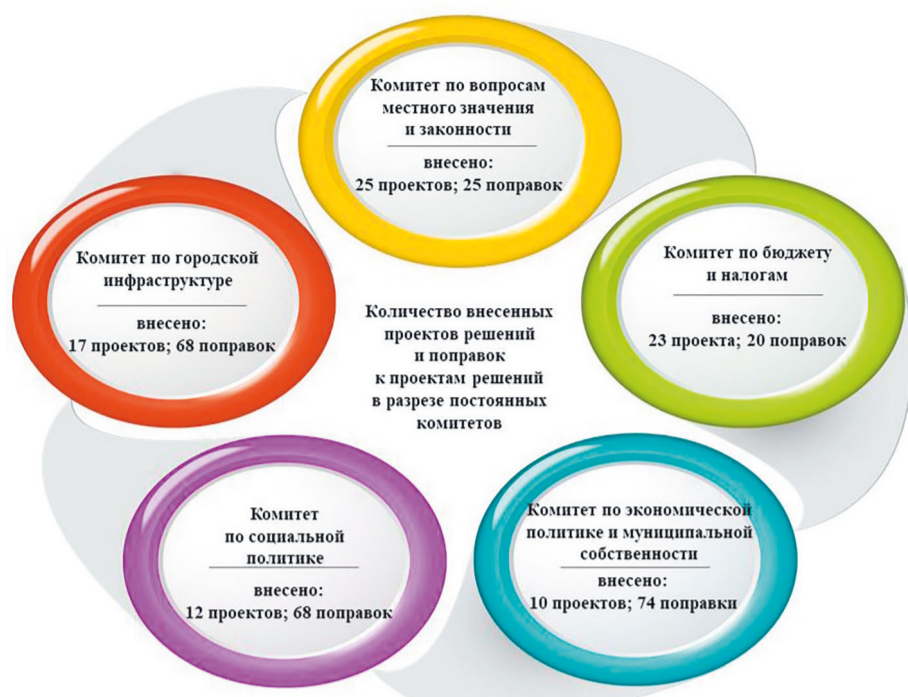 Комитет по вопросам
местного значения
и законности
внесено:
25 проектов; 25 поправок
Комитет по городской
инфраструктуре
внесено:
17 проектов; 68 поправок
Комитет по бюджету
и налогам
внесено:
23 проекта; 20 поправок
Количество внесенных
проектов решений
и поправок
к проектам решений
в разрезе постоянных
комитетов
Комитет
по социальной
политике
внесено:
12 проектов; 68 поправок
Комитет по экономической
политике и муниципальной
собственности
внесено:
10 проектов; 74 поправки